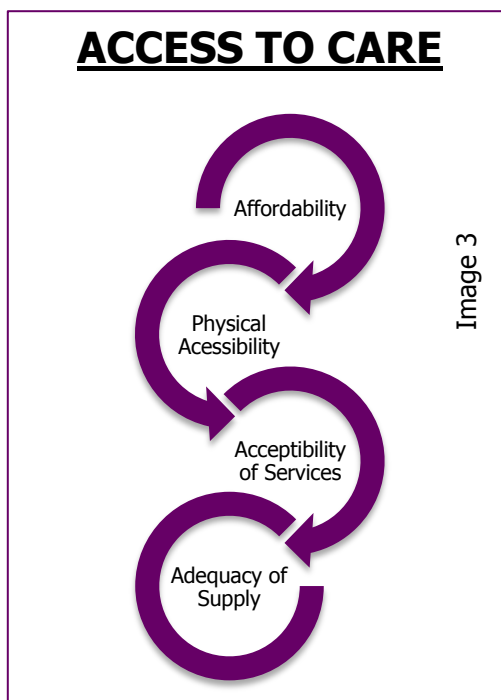 ACCESS TO CARE
Affordability
Image 3
Physical
Acessibility
Acceptibility
of Services
Adequacy of
Supply